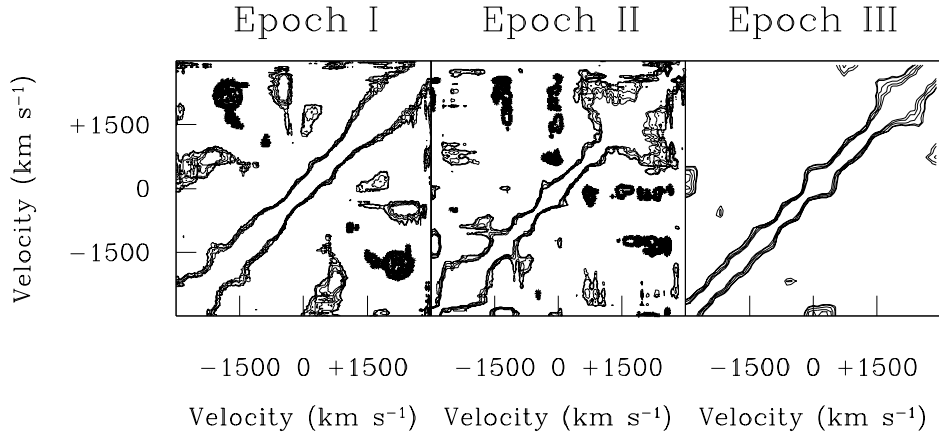 Epoch I Epoch II Epoch III
Velocity (km s⁻¹)
+1500
0
−1500
−1500 0 +1500 −1500 0 +1500 −1500 0 +1500
Velocity (km s⁻¹) Velocity (km s⁻¹) Velocity (km s⁻¹)